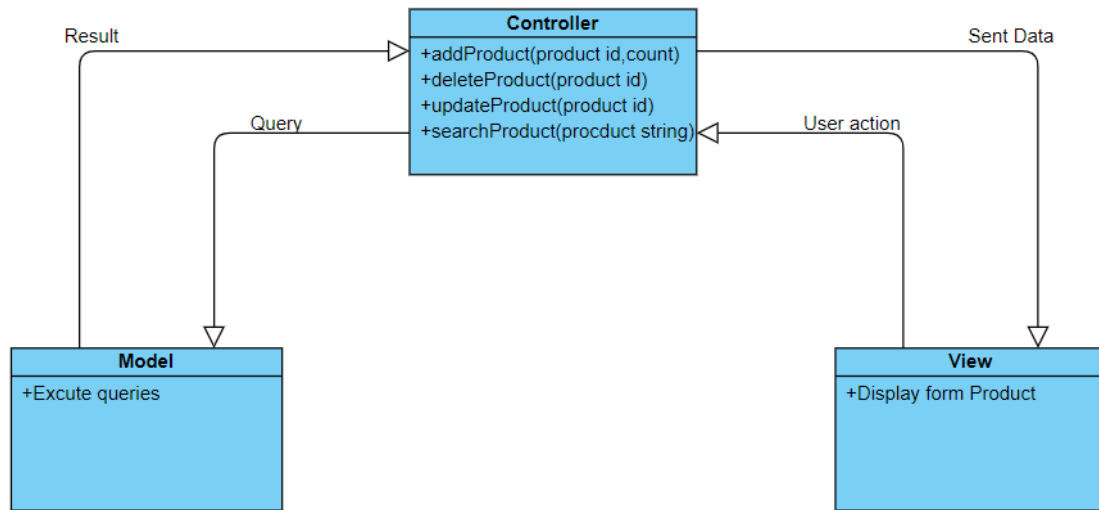 Controller
Result
+addProduct(product id,count)
Sent Data
+deleteProduct(product id)
+updateProduct(product id)
Query
+searchProduct(procduct string)
User action
Model
+Excute queries
View
+Display form Product